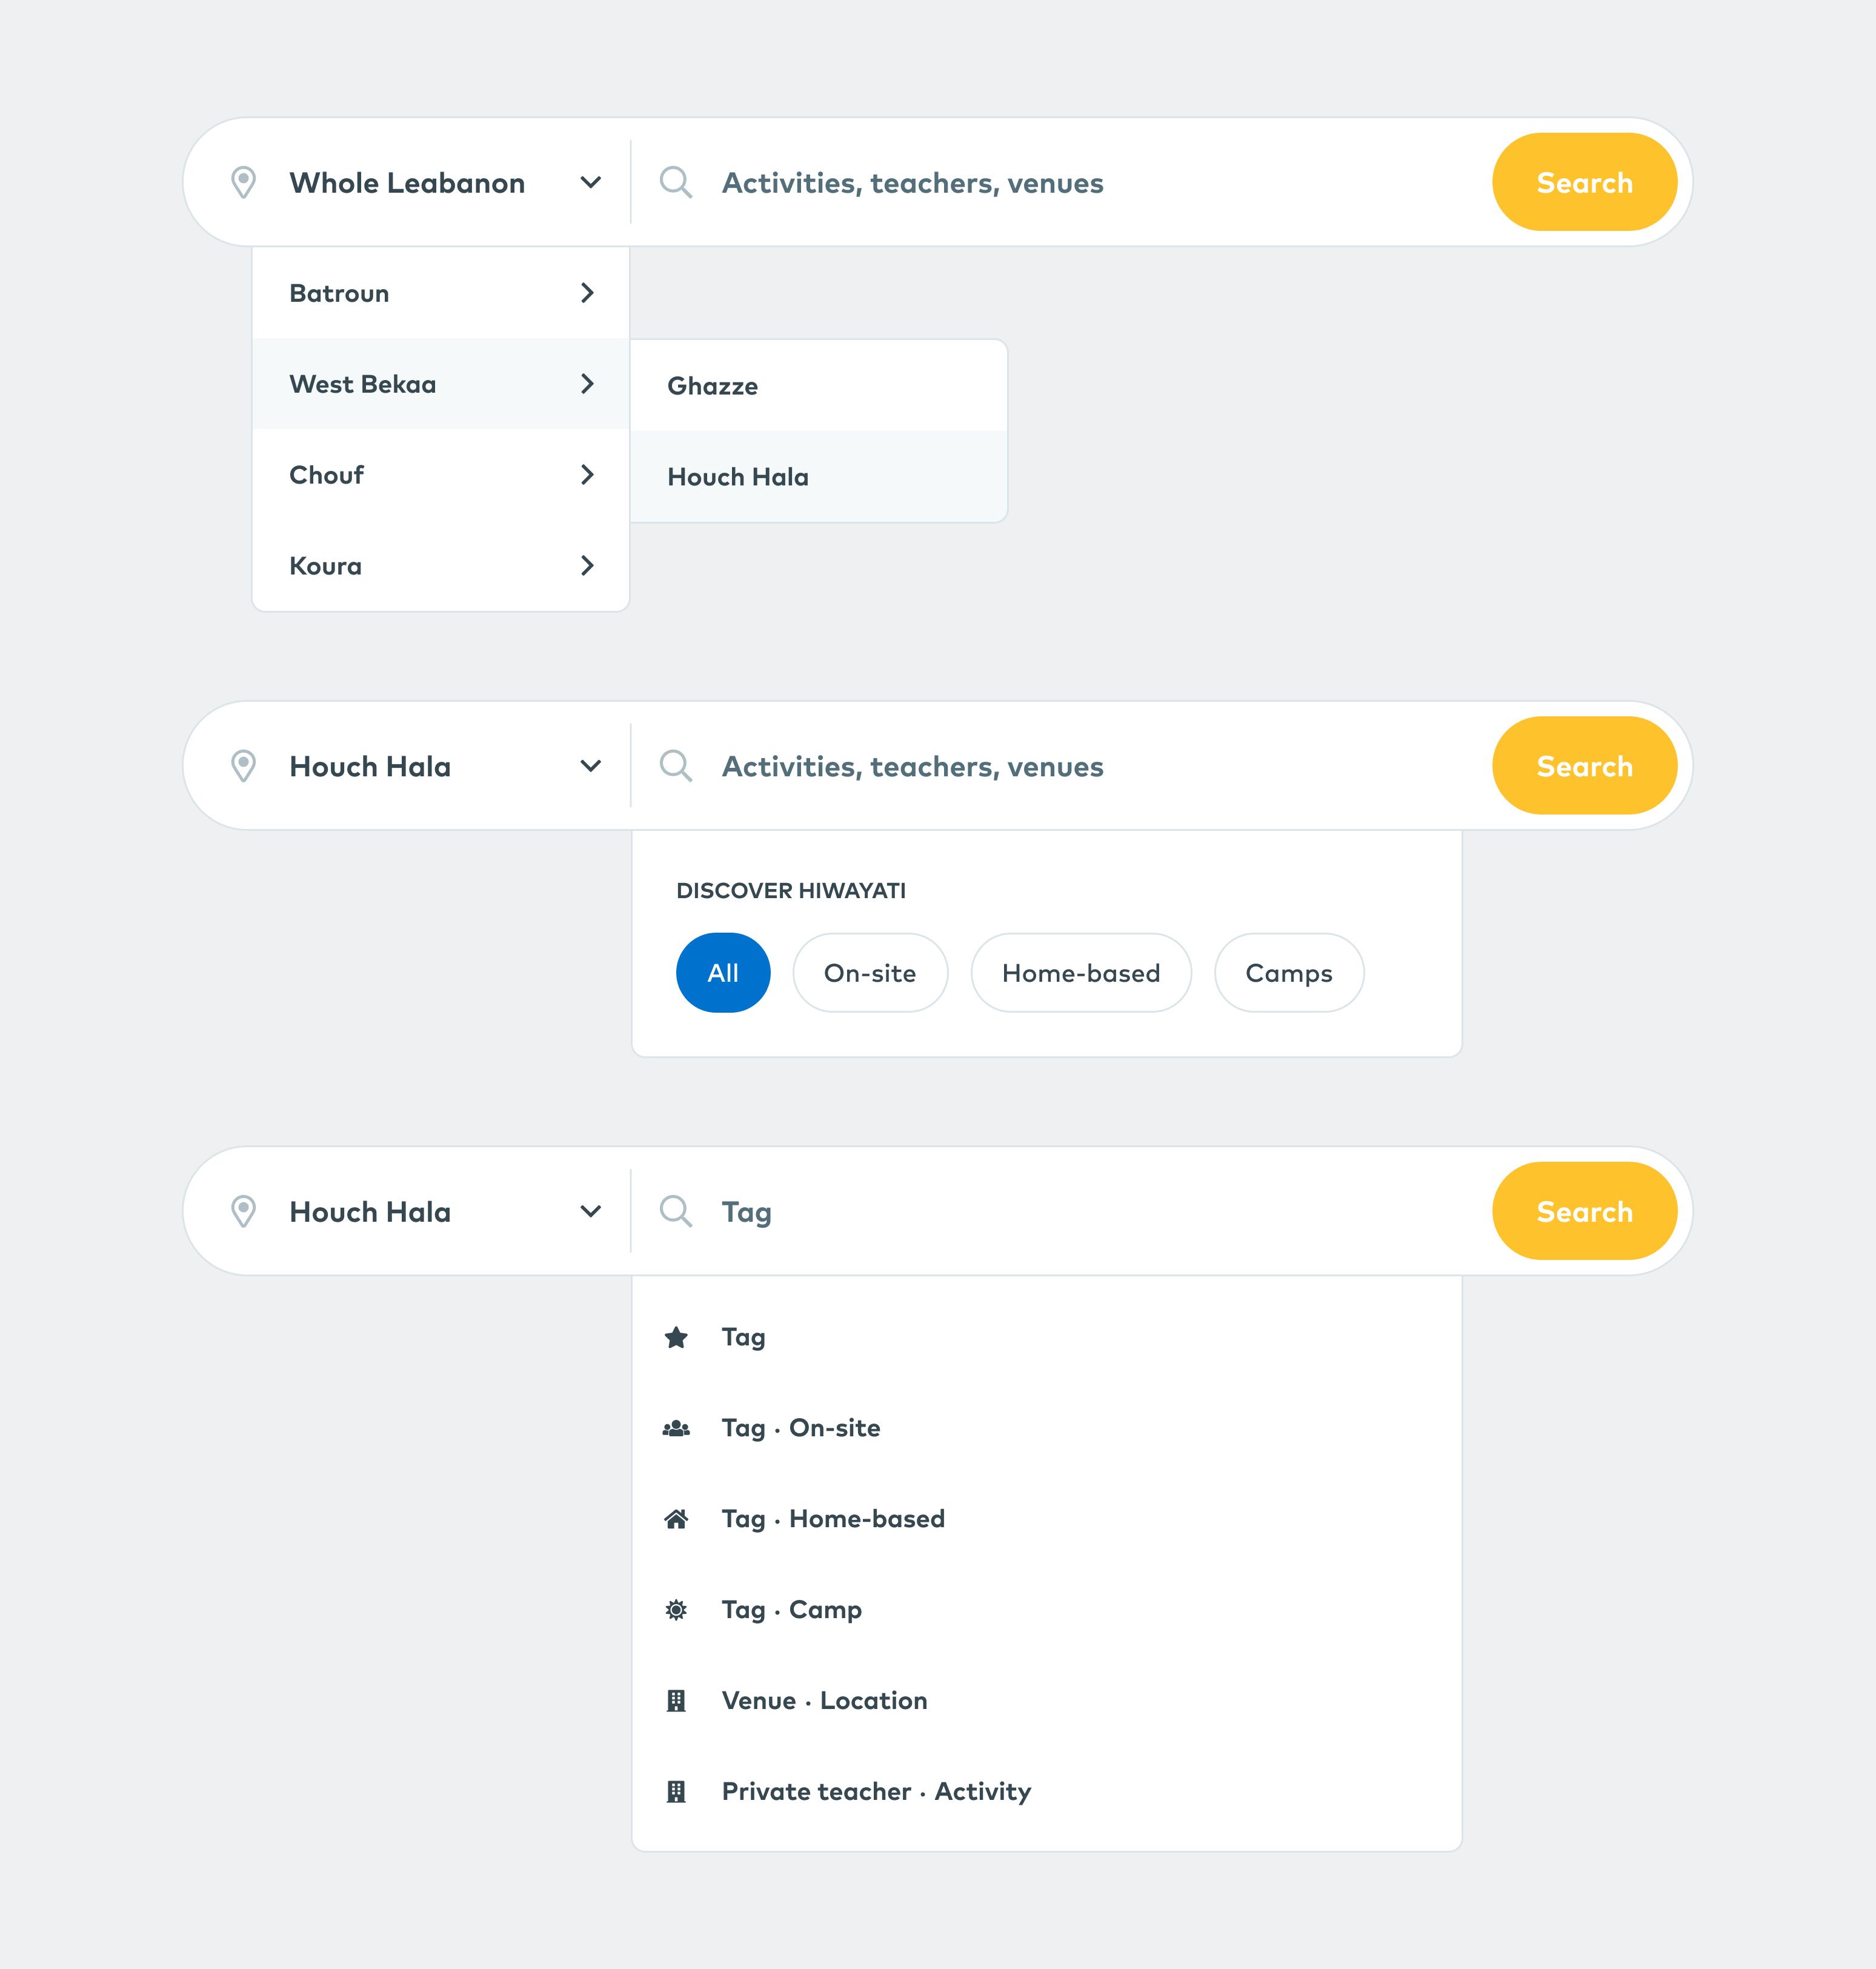 Whole Leabanon
Activities, teachers, venues
Search
Batroun
West Bekaa
Ghazze
Chouf
Houch Hala
Koura
Houch Hala
Activities, teachers, venues
Search
DISCOVER HIWAYATI
All
On-site
Home-based
Camps
Houch Hala
Tag
Search
Tag
Tag · On-site
Tag · Home-based
Tag · Camp
Venue · Location
Private teacher · Activity